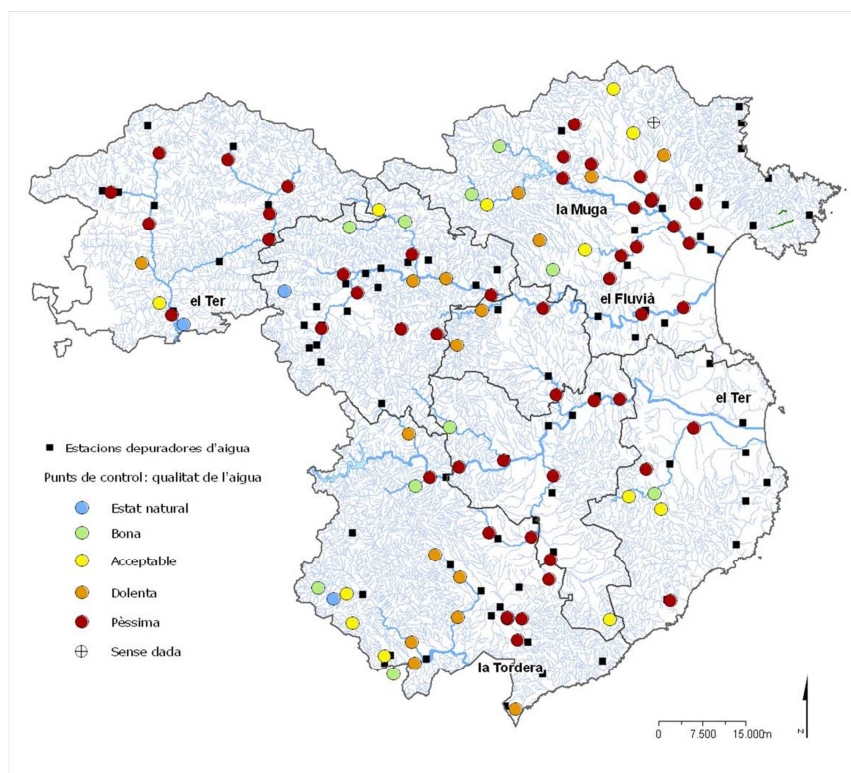 la Muga
el Ter
el Fluvià
el Ter
Estacions depuradores d'aigua
Punts de control: qualitat de l'aigua
Estat natural
Bona
Acceptable
Dolenta
Pèssima
Sense dada
la Tordera
0 7.500 15.000m
N